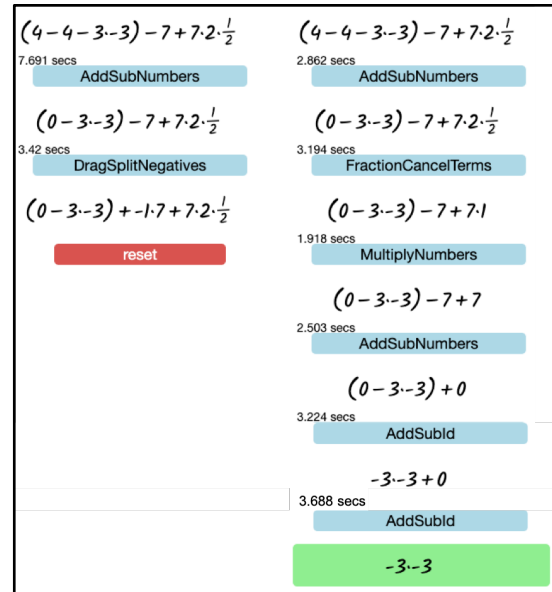 (4-4-3·-3)-7+7·2·1/2
7.691 secs
AddSubNumbers
(0-3·-3)-7+7·2·1/2
3.42 secs
DragSplitNegatives
(0-3·-3)+-1·7+7·2·1/2
reset
(4-4-3·-3)-7+7·2·1/2
2.862 secs
AddSubNumbers
(0-3·-3)-7+7·2·1/2
3.194 secs
FractionCancelTerms
(0-3·-3)-7+7·1
1.918 secs
MultiplyNumbers
(0-3·-3)-7+7
2.503 secs
AddSubNumbers
(0-3·-3)+0
3.224 secs
AddSubId
-3·-3+0
3.688 secs
AddSubId
-3·-3